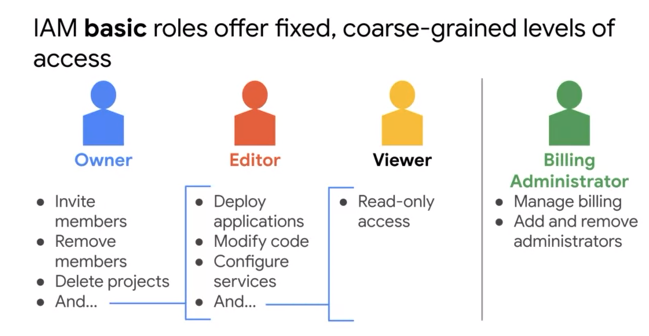 IAM basic roles offer fixed, coarse-grained levels of
access
Owner
• Invite
members
• Remove
members
• Delete projects
• And...
Editor
• Deploy
applications
• Modify code
• Configure
services
• And...
Viewer
• Read-only
access
Billing
Administrator
• Manage billing
• Add and remove
administrators